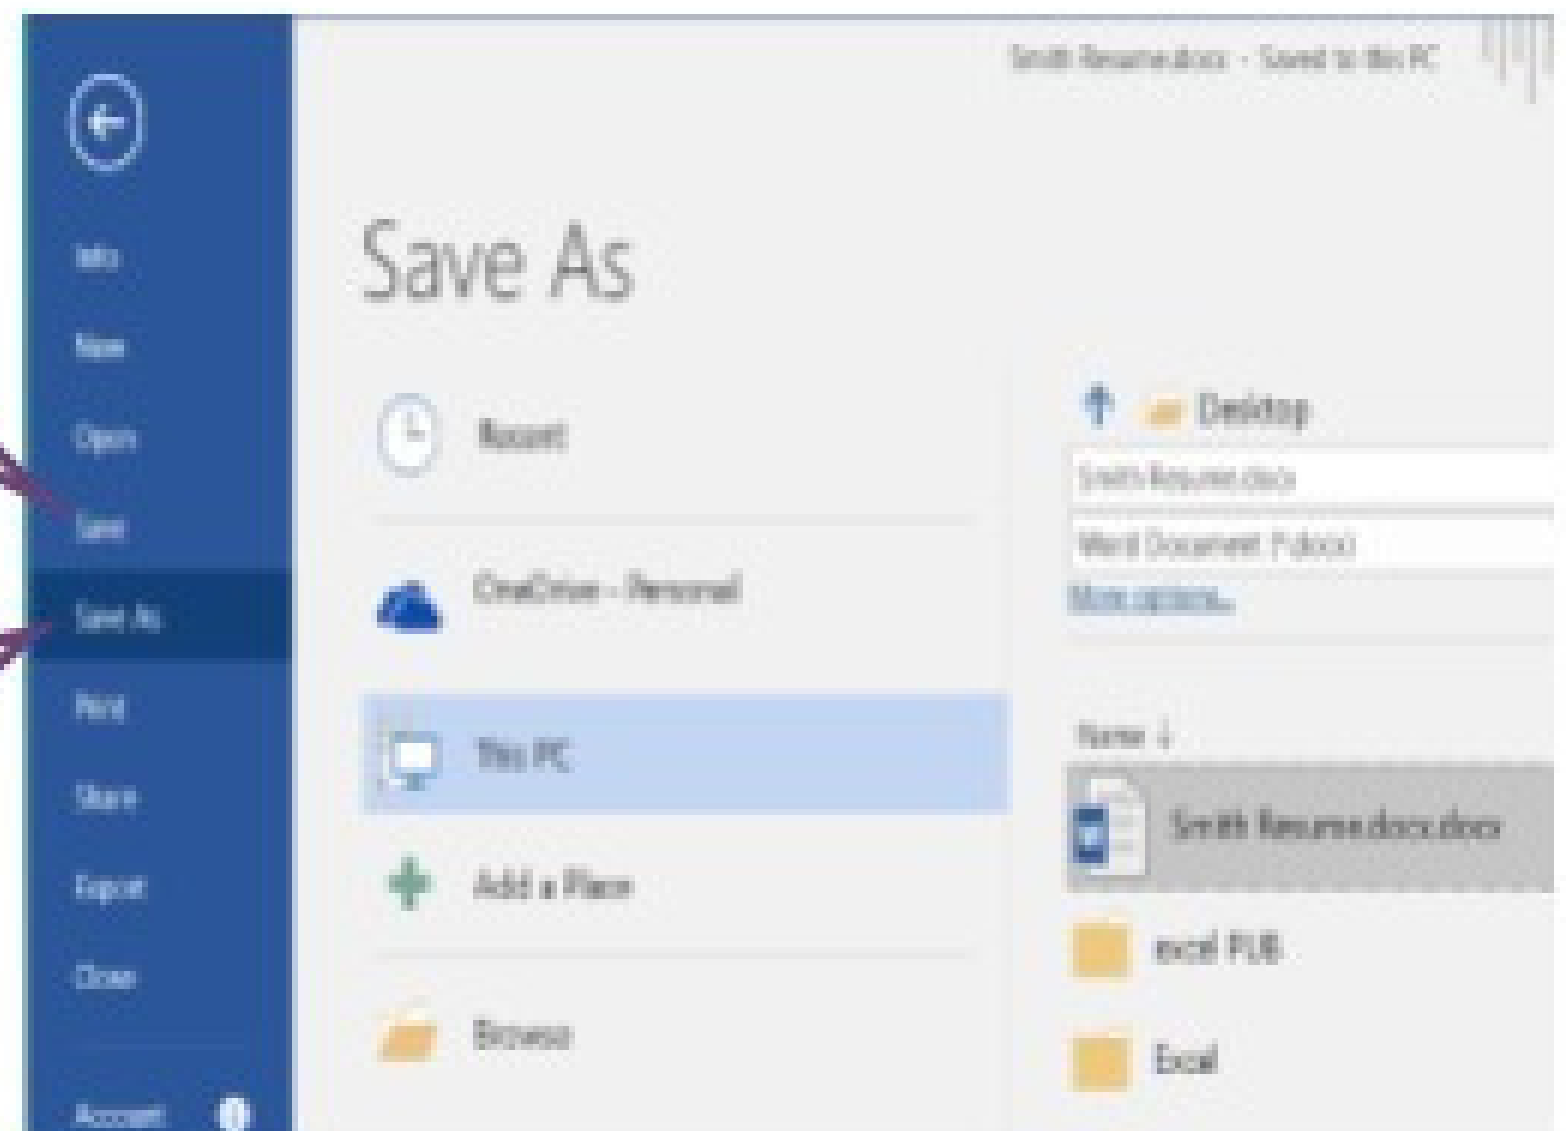 Smith Resume.docx - Saved to this PC
Info
New
Open
Save
Save As
Print
Share
Export
Close
Account
Save As
Recent
OneDrive - Personal
This PC
Add a Place
Browse
Desktop
Smith Resume.docx
Word Document (*.docx)
More options...
Name ↓
Smith Resume.docx.docx
excel PUB
Excel